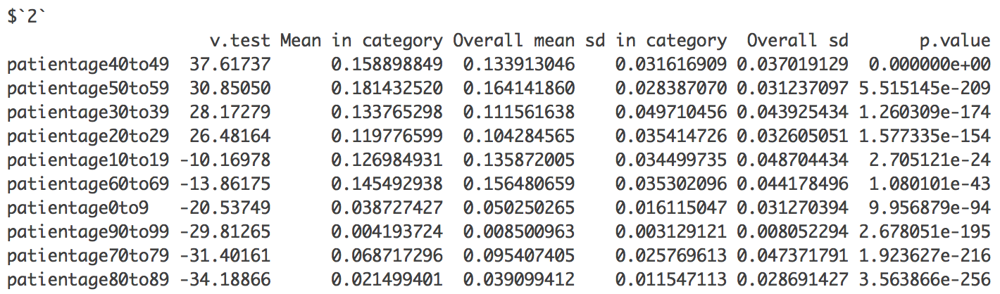 $`2`
v.test Mean in category Overall mean sd in category Overall sd p.value
patientage40to49 37.61737 0.158898849 0.133913046 0.031616909 0.037019129 0.000000e+00
patientage50to59 30.85050 0.181432520 0.164141860 0.028387070 0.031237097 5.515145e-209
patientage30to39 28.17279 0.133765298 0.111561638 0.049710456 0.043925434 1.260309e-174
patientage20to29 26.48164 0.119776599 0.104284565 0.035414726 0.032605051 1.577335e-154
patientage10to19 -10.16978 0.126984931 0.135872005 0.034499735 0.048704434 2.705121e-24
patientage60to69 -13.86175 0.145492938 0.156480659 0.035302096 0.044178496 1.080101e-43
patientage0to9 -20.53749 0.038727427 0.050250265 0.016115047 0.031270394 9.956879e-94
patientage90to99 -29.81265 0.004193724 0.008500963 0.003129121 0.008052294 2.678051e-195
patientage70to79 -31.40161 0.068717296 0.095407405 0.025769613 0.047371791 1.923627e-216
patientage80to89 -34.18866 0.021499401 0.039099412 0.011547113 0.028691427 3.563866e-256